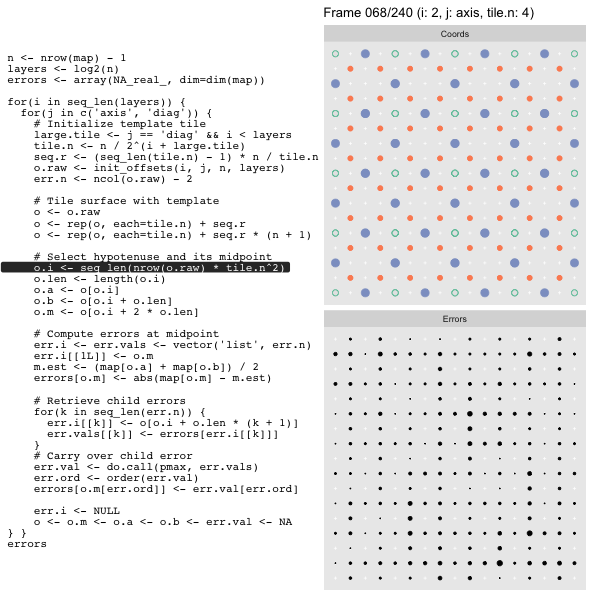 Frame 068/240 (i: 2, j: axis, tile.n: 4)
n <- nrow(map) - 1
layers <- log2(n)
errors <- array(NA_real_, dim=dim(map))
for(i in seq_len(layers)) {
for(j in c('axis', 'diag')) {
# Initialize template tile
large.tile <- j == 'diag' && i < layers
tile.n <- n / 2^(i + large.tile)
seq.r <- (seq_len(tile.n) - 1) * n / tile.n
o.raw <- init_offsets(i, j, n, layers)
err.n <- ncol(o.raw) - 2
# Tile surface with template
o <- o.raw
o <- rep(o, each=tile.n) + seq.r
o <- rep(o, each=tile.n) + seq.r * (n + 1)
# Select hypotenuse and its midpoint
o.i <- seq_len(nrow(o.raw) * tile.n^2)
o.len <- length(o.i)
o.a <- o[o.i]
o.b <- o[o.i + o.len]
o.m <- o[o.i + 2 * o.len]
# Compute errors at midpoint
err.i <- err.vals <- vector('list', err.n)
err.i[[1L]] <- o.m
m.est <- (map[o.a] + map[o.b]) / 2
errors[o.m] <- abs(map[o.m] - m.est)
# Retrieve child errors
for(k in seq_len(err.n)) {
err.i[[k]] <- o[o.i + o.len * (k + 1)]
err.vals[[k]] <- errors[err.i[[k]]]
}
# Carry over child error
err.val <- do.call(pmax, err.vals)
err.ord <- order(err.val)
errors[o.m[err.ord]] <- err.val[err.ord]
err.i <- NULL
o <- o.m <- o.a <- o.b <- err.val <- NA
} }
errors
Coords
Errors